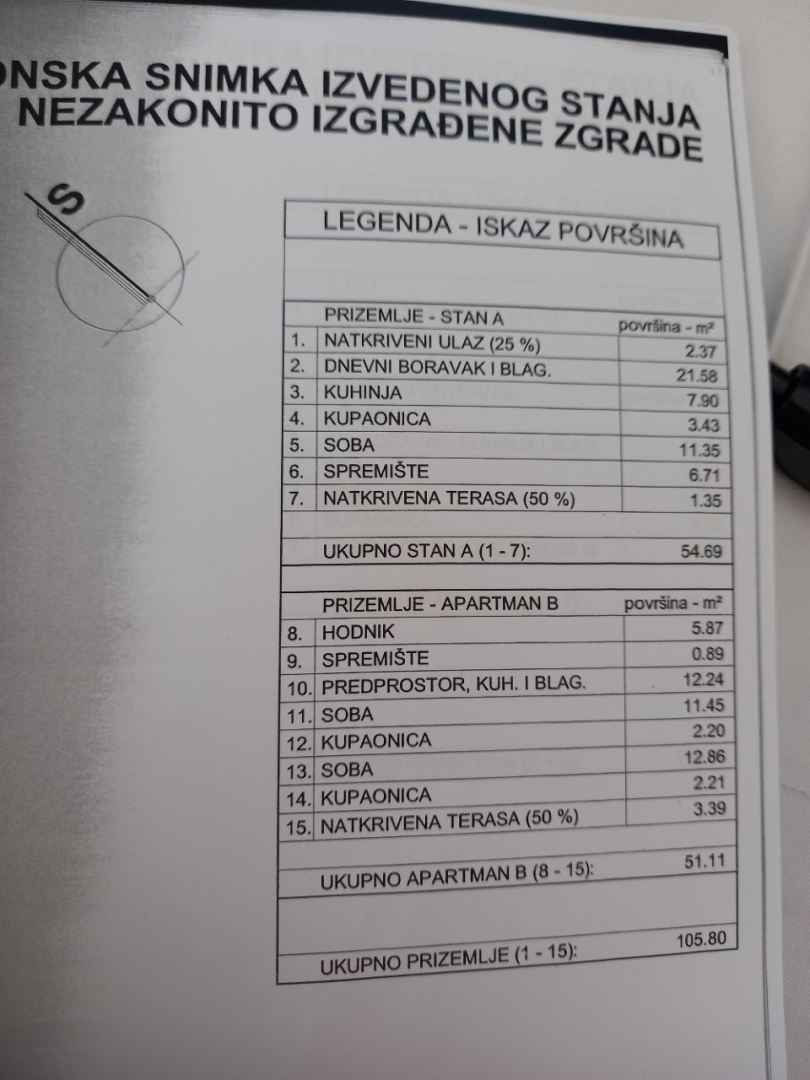 ONSKA SNIMKA IZVEDENOG STANJA
NEZAKONITO IZGRAĐENE ZGRADE
S
LEGENDA - ISKAZ POVRŠINA
PRIZEMLJE - STAN A površina - m²
1. NATKRIVENI ULAZ (25 %) 2.37
2. DNEVNI BORAVAK I BLAG. 21.58
3. KUHINJA 7.90
4. KUPAONICA 3.43
5. SOBA 11.35
6. SPREMIŠTE 6.71
7. NATKRIVENA TERASA (50 %) 1.35
UKUPNO STAN A (1 - 7): 54.69
PRIZEMLJE - APARTMAN B površina - m²
8. HODNIK 5.87
9. SPREMIŠTE 0.89
10. PREDPROSTOR, KUH. I BLAG. 12.24
11. SOBA 11.45
12. KUPAONICA 2.20
13. SOBA 12.86
14. KUPAONICA 2.21
15. NATKRIVENA TERASA (50 %) 3.39
UKUPNO APARTMAN B (8 - 15): 51.11
UKUPNO PRIZEMLJE (1 - 15): 105.80